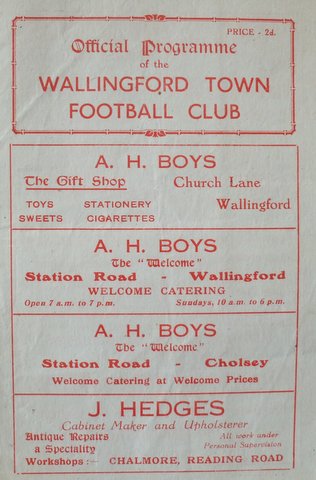 PRICE - 2d.
Official Programme
of the
WALLINGFORD TOWN
FOOTBALL CLUB
A. H. BOYS
The Gift Shop Church Lane
TOYS STATIONERY Wallingford
SWEETS CIGARETTES
A. H. BOYS
The "Welcome"
Station Road - Wallingford
WELCOME CATERING
Open 7 a.m. to 7 p.m. Sundays, 10 a.m. to 6 p.m.
A. H. BOYS
The "Welcome"
Station Road - Cholsey
Welcome Catering at Welcome Prices
J. HEDGES
Cabinet Maker and Upholsterer
Antique Repairs All work under
a Speciality Personal Supervision
Workshops :— CHALMORE, READING ROAD